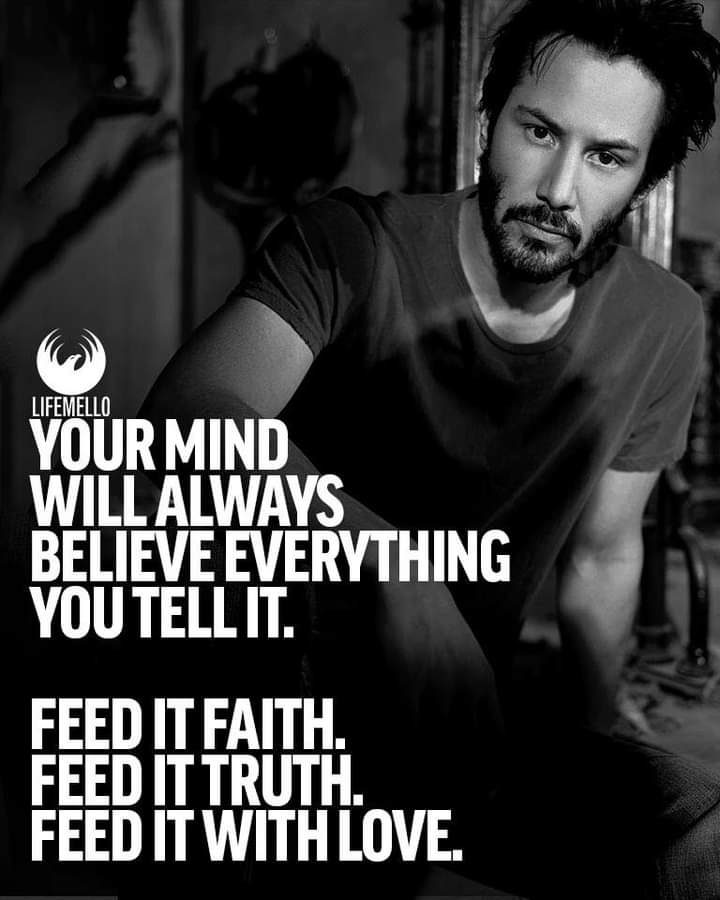 LIFEMELLO
YOUR MIND
WILL ALWAYS
BELIEVE EVERYTHING
YOU TELL IT.
FEED IT FAITH.
FEED IT TRUTH.
FEED IT WITH LOVE.